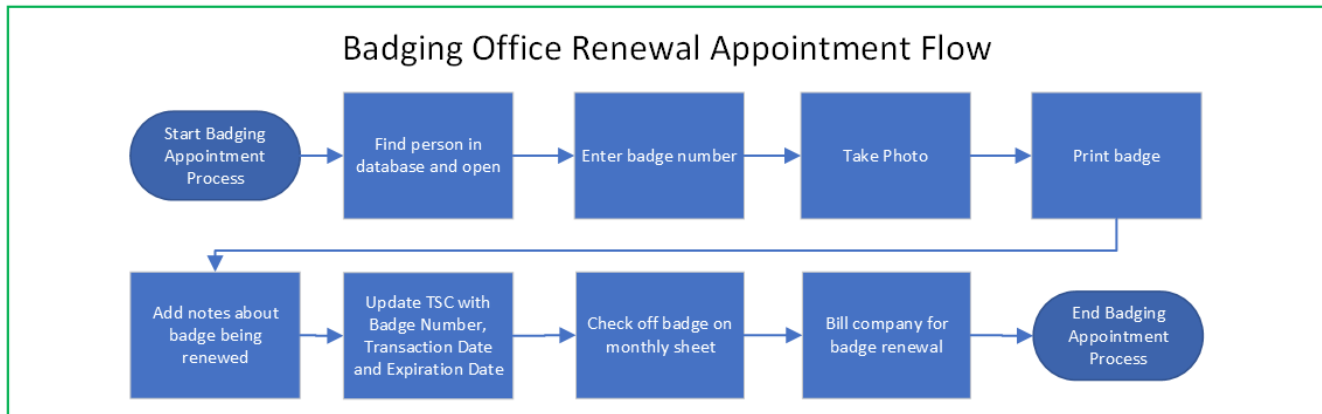 Badging Office Renewal Appointment Flow
Start Badging
Appointment
Process
Find person in
database and open
Enter badge number
Take Photo
Print badge
Add notes about
badge being
renewed
Update TSC with
Badge Number,
Transaction Date
and Expiration Date
Check off badge on
monthly sheet
Bill company for
badge renewal
End Badging
Appointment
Process